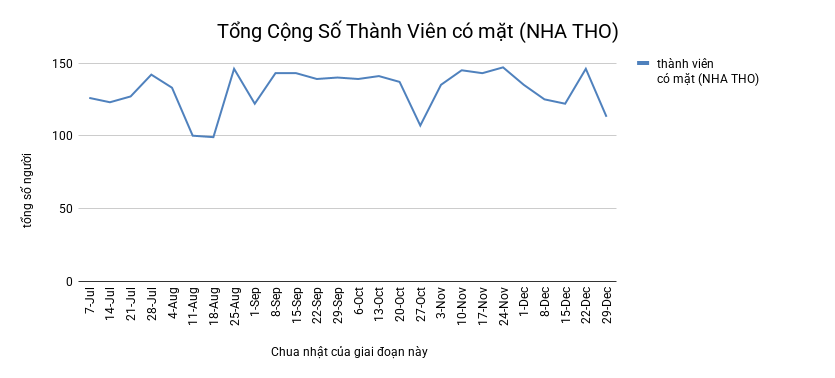 Tổng Cộng Số Thành Viên có mặt (NHA THO)
thành viên
có mặt (NHA THO)
tổng số người
150
100
50
0
7-Jul
14-Jul
21-Jul
28-Jul
4-Aug
11-Aug
18-Aug
25-Aug
1-Sep
8-Sep
15-Sep
22-Sep
29-Sep
6-Oct
13-Oct
20-Oct
27-Oct
3-Nov
10-Nov
17-Nov
24-Nov
1-Dec
8-Dec
15-Dec
22-Dec
29-Dec
Chua nhật của giai đoạn này